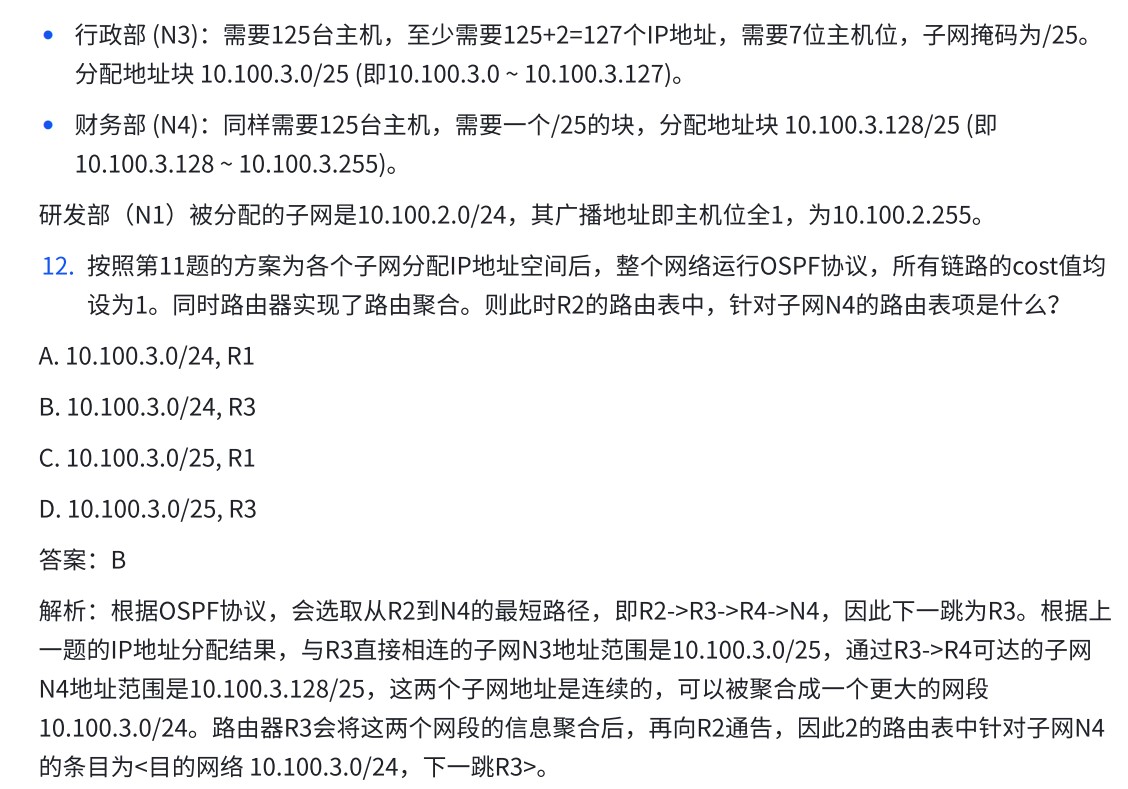 行政部 (N3)：需要125台主机，至少需要125+2=127个IP地址，需要7位主机位，子网掩码为/25。
分配地址块 10.100.3.0/25 (即10.100.3.0 ~ 10.100.3.127)。
财务部 (N4)：同样需要125台主机，需要一个/25的块，分配地址块 10.100.3.128/25 (即
10.100.3.128 ~ 10.100.3.255)。
研发部（N1）被分配的子网是10.100.2.0/24，其广播地址即主机位全1，为10.100.2.255。
12. 按照第11题的方案为各个子网分配IP地址空间后，整个网络运行OSPF协议，所有链路的cost值均
设为1。同时路由器实现了路由聚合。则此时R2的路由表中，针对子网N4的路由表项是什么？
A. 10.100.3.0/24, R1
B. 10.100.3.0/24, R3
C. 10.100.3.0/25, R1
D. 10.100.3.0/25, R3
答案：B
解析：根据OSPF协议，会选取从R2到N4的最短路径，即R2->R3->R4->N4，因此下一跳为R3。根据上
一题的IP地址分配结果，与R3直接相连的子网N3地址范围是10.100.3.0/25，通过R3->R4可达的子网
N4地址范围是10.100.3.128/25，这两个子网地址是连续的，可以被聚合成一个更大的网段
10.100.3.0/24。路由器R3会将这两个网段的信息聚合后，再向R2通告，因此2的路由表中针对子网N4
的条目为<目的网络 10.100.3.0/24，下一跳R3>。